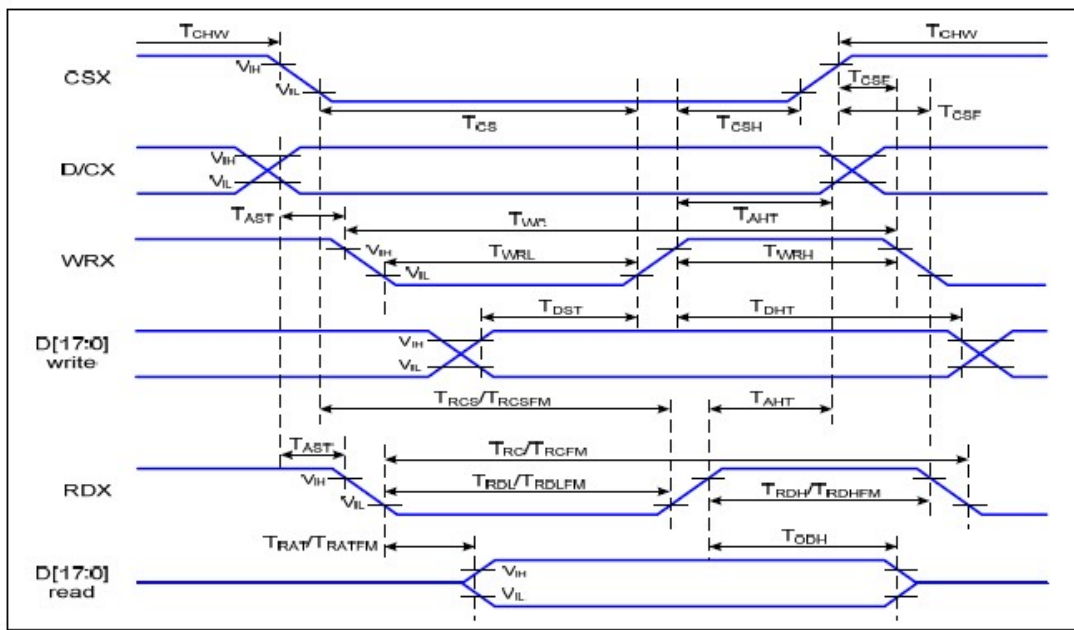 TCHW TCHW
CSX VIH TCSF
VIL TCSF
TCS TCSH
D/CX VIH
VIL
TAST TWC TAHT
WRX VIH TWRL TWRH
VIL
TDST TDHT
D[17:0] VIH
write VIL
TRCS/TRCSFM TAHT
TAST TRC/TRCFM
RDX VIH TRDL/TRDLFM TRDH/TRDHFM
VIL
TRAT/TRATFM TODH
D[17:0] VIH
read VIL